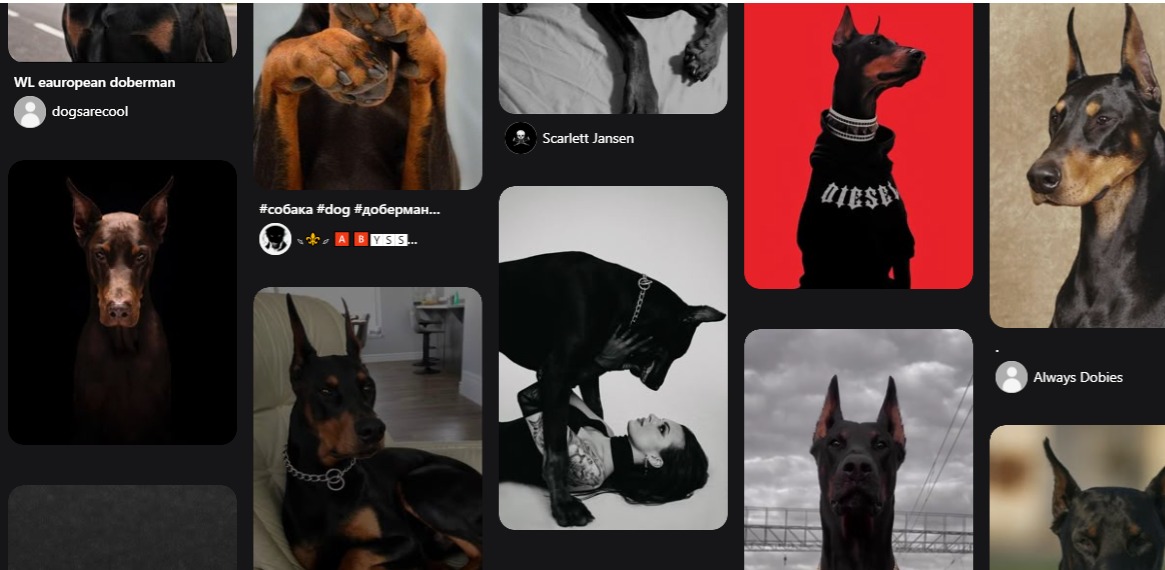 WL eauropean doberman
dogsarecool
#собака #dog #доберман...
A B Y S S...
Scarlett Jansen
DIESEL
.
Always Dobies